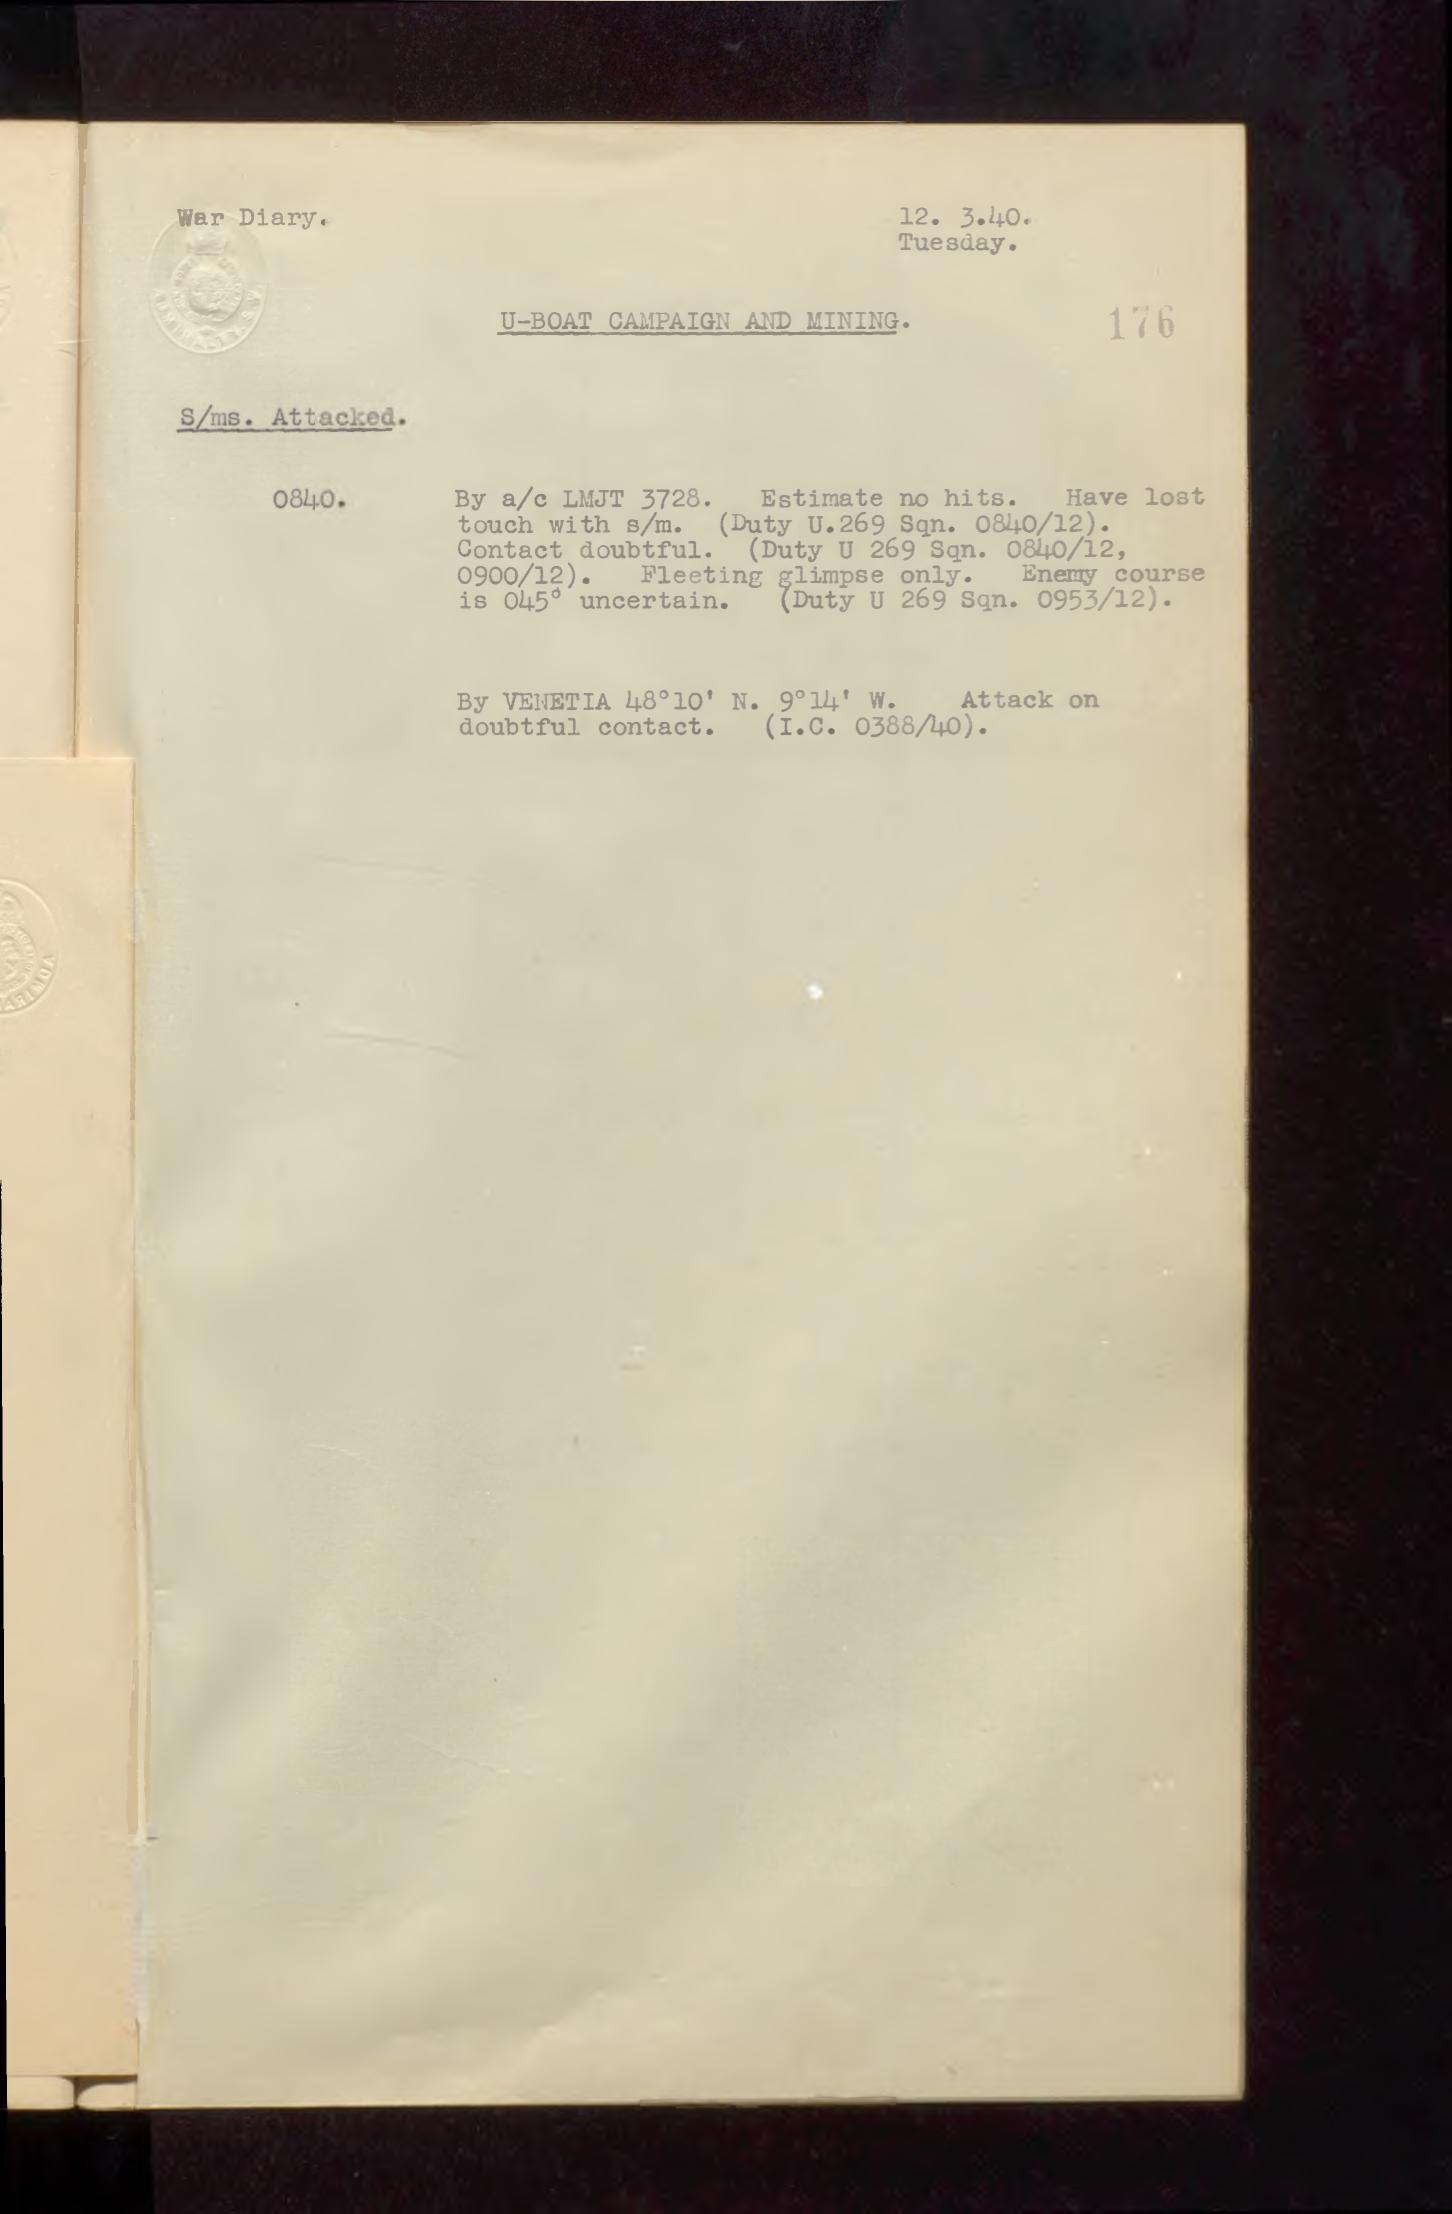 War Diary.
12. 3.40.
Tuesday.
U-BOAT CAMPAIGN AND MINING.
176
S/ms. Attacked.
0840.
By a/c LMJT 3728. Estimate no hits. Have lost
touch with s/m. (Duty U.269 Sqn. 0840/12).
Contact doubtful. (Duty U 269 Sqn. 0840/12,
0900/12). Fleeting glimpse only. Enemy course
is 045° uncertain. (Duty U 269 Sqn. 0953/12).
By VENETIA 48°10' N. 9°14' W. Attack on
doubtful contact. (I.C. 0388/40).